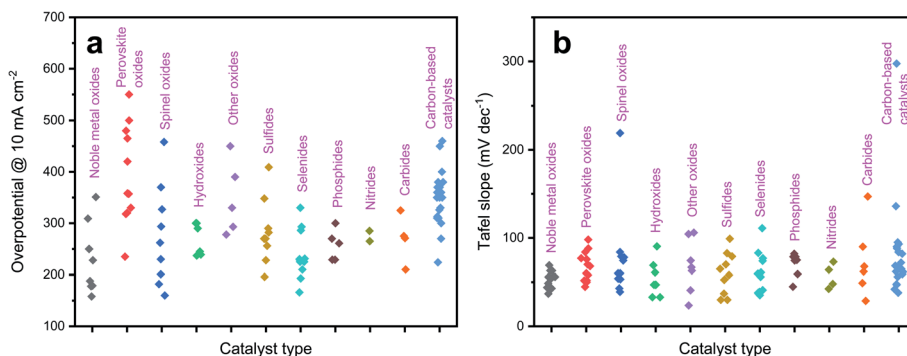 a
700
600
500
400
300
200
100
Overpotential @ 10 mA cm⁻²
Noble metal oxides
Perovskite
oxides
Spinel oxides
Hydroxides
Other oxides
Sulfides
Selenides
Phosphides
Nitrides
Carbides
Carbon-based
catalysts
Catalyst type
b
300
200
100
0
Tafel slope (mV dec⁻¹)
Noble metal oxides
Perovskite oxides
Spinel oxides
Hydroxides
Other oxides
Sulfides
Selenides
Phosphides
Nitrides
Carbides
Carbon-based
catalysts
Catalyst type